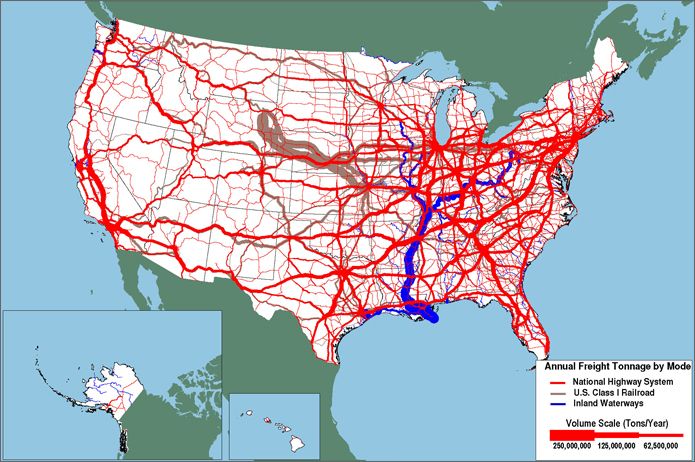 Annual Freight Tonnage by Mode
National Highway System
U.S. Class I Railroad
Inland Waterways
Volume Scale (Tons/Year)
250,000,000 125,000,000 62,500,000